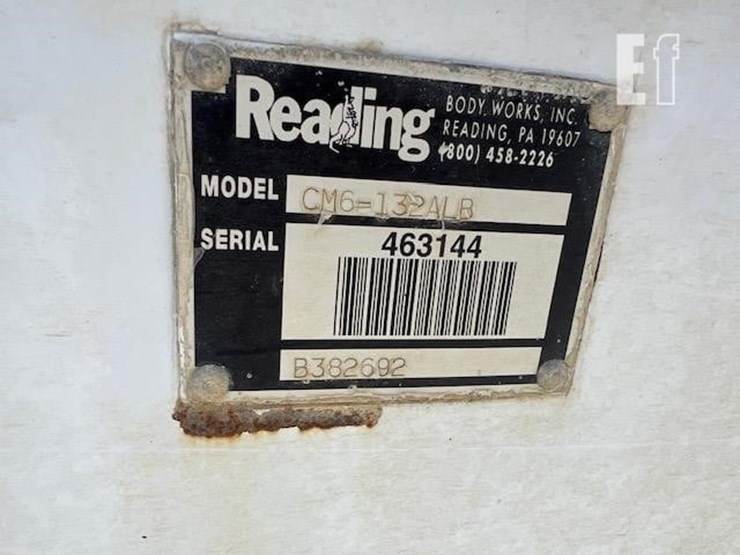 Ef
Reading
BODY WORKS, INC.
READING, PA 19607
(800) 458-2226
MODEL CM6-132ALB
SERIAL 463144
B382692